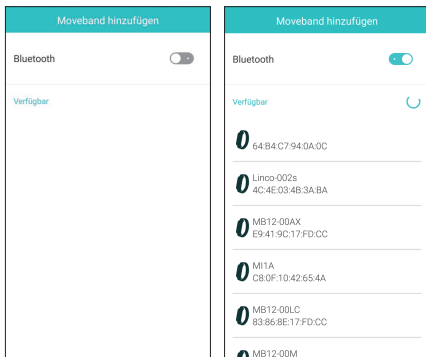 Moveband hinzufügen
Bluetooth
Verfügbar
Moveband hinzufügen
Bluetooth
Verfügbar
64:B4:C7:94:0A:0C
Linco-002s
4C:4E:03:4B:3A:BA
MB12-00AX
E9:41:9C:17:FD:CC
MI1A
C8:0F:10:42:65:4A
MB12-00LC
83:86:8E:17:FD:CC
MB12-00M